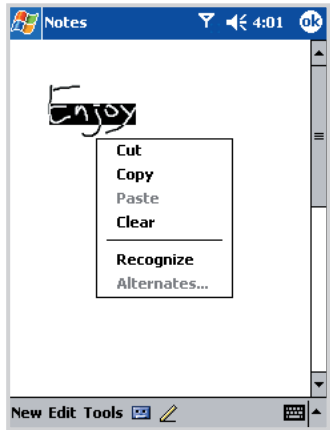 Notes 4:01 ok
Enjoy
Cut
Copy
Paste
Clear
Recognize
Alternates...
New Edit Tools